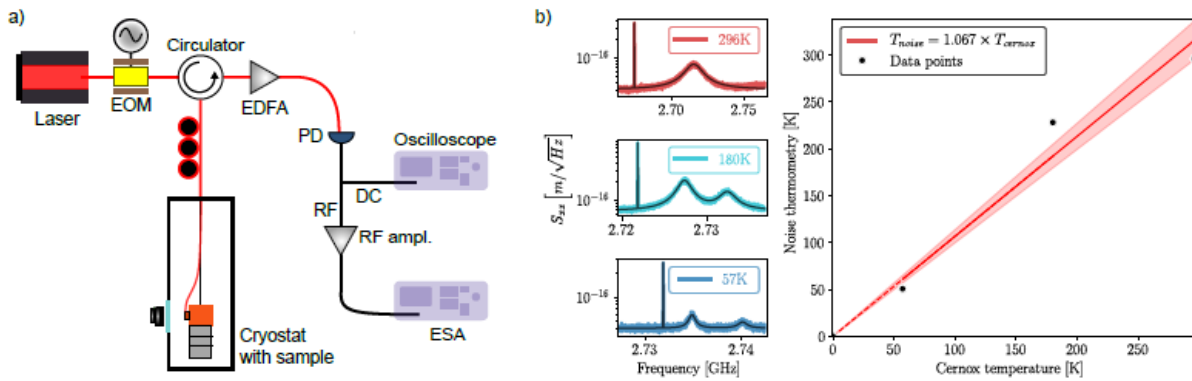 a)
Circulator
Laser
EOM
EDFA
PD
Oscilloscope
DC
RF
RF ampl.
ESA
Cryostat
with sample
b)
S_xx [m/√Hz]
10⁻¹⁶
296K
2.70
2.75
10⁻¹⁶
180K
2.72
2.73
10⁻¹⁶
57K
2.73
2.74
Frequency [GHz]
Noise thermometry [K]
300
250
200
150
100
50
0
T_noise = 1.067 × T_cernox
Data points
0
50
100
150
200
250
Cernox temperature [K]